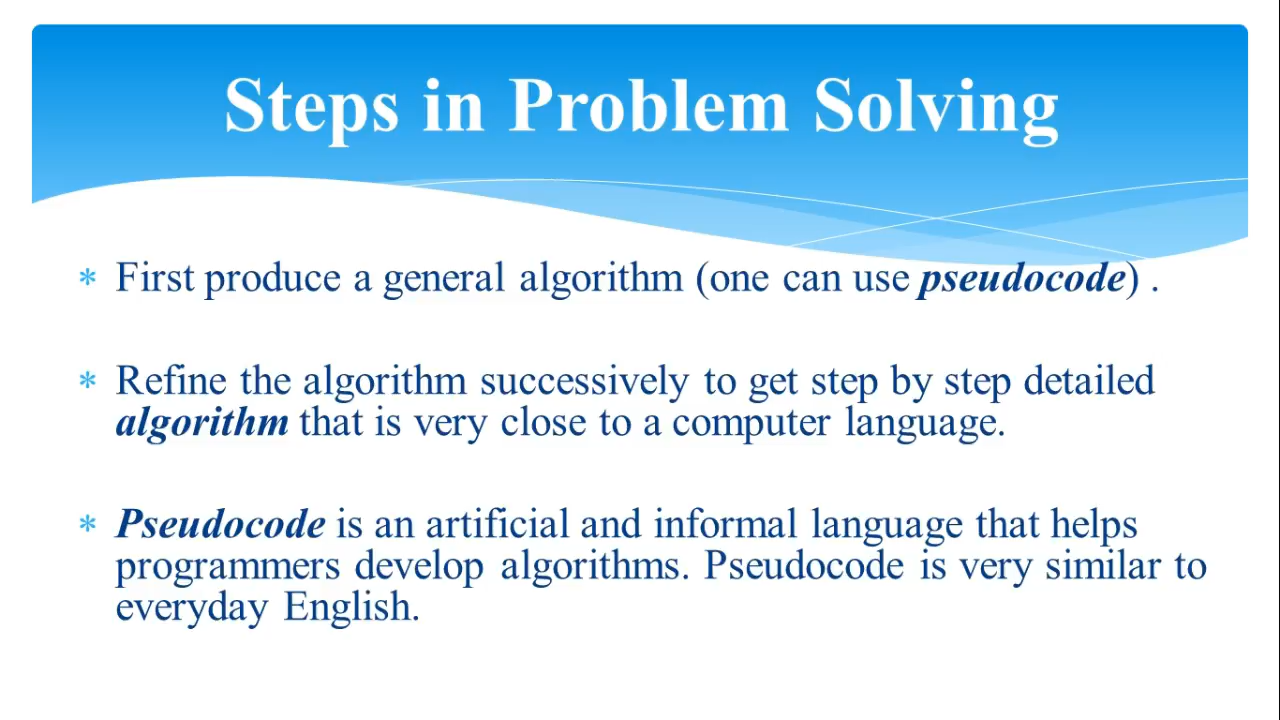 Steps in Problem Solving
* First produce a general algorithm (one can use pseudocode) .
* Refine the algorithm successively to get step by step detailed
algorithm that is very close to a computer language.
* Pseudocode is an artificial and informal language that helps
programmers develop algorithms. Pseudocode is very similar to
everyday English.